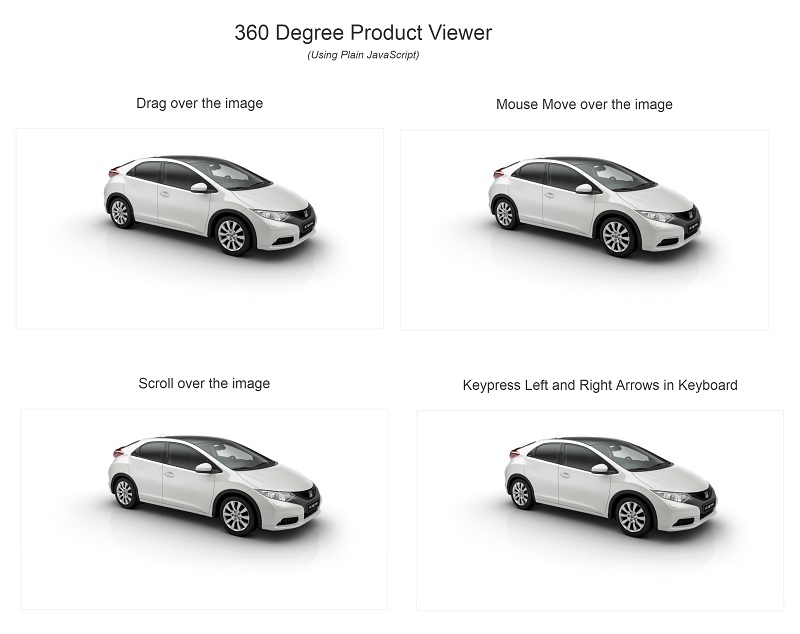 360 Degree Product Viewer
(Using Plain JavaScript)
Drag over the image
Mouse Move over the image
Scroll over the image
Keypress Left and Right Arrows in Keyboard